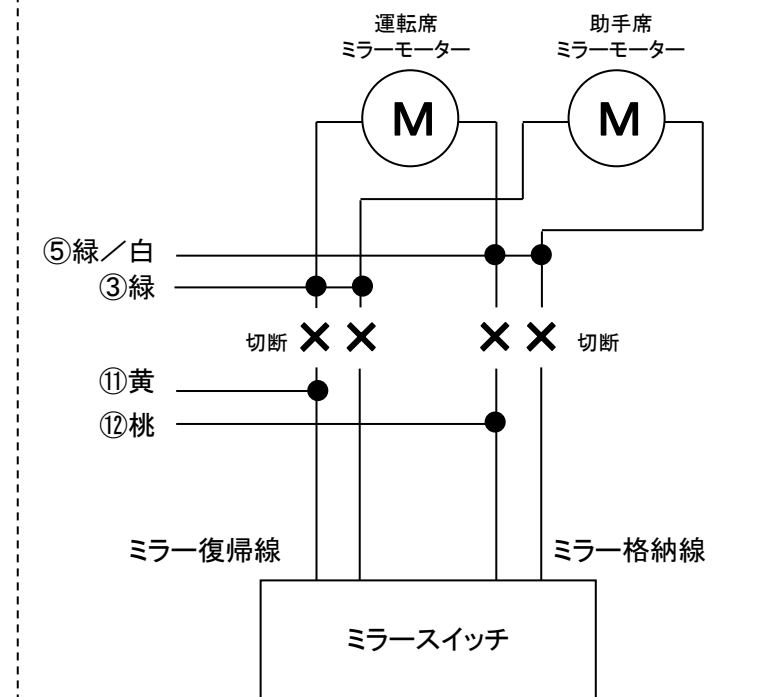 運転席
ミラーモーター
助手席
ミラーモーター
M
M
⑤緑／白
③緑
切断
切断
⑪黄
⑫桃
ミラー復帰線
ミラー格納線
ミラースイッチ